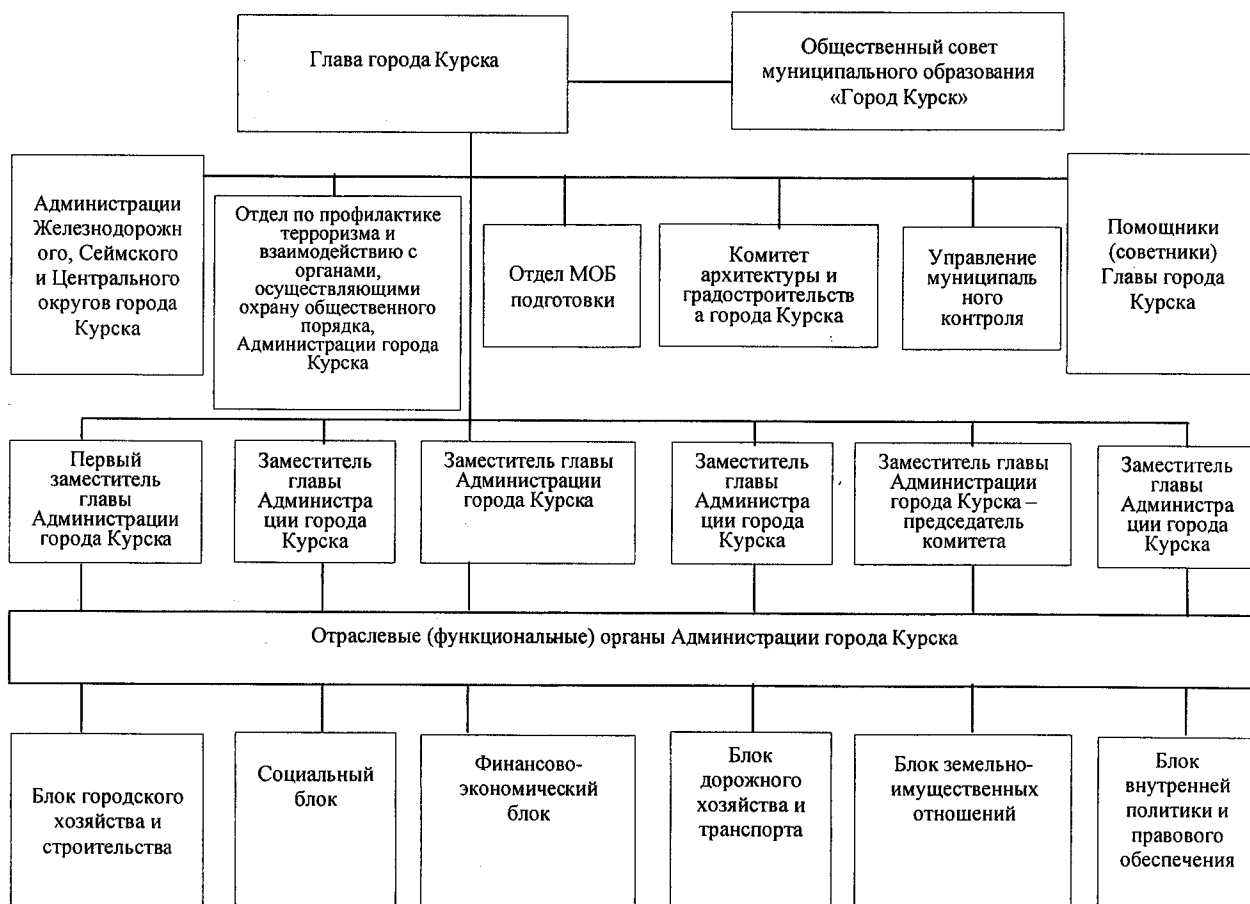 Глава города Курска
Общественный совет
муниципального образования
«Город Курск»
Администрации
Железнодорожн
ого, Сеймского
и Центрального
округов города
Курска
Отдел по профилактике
терроризма и
взаимодействию с
органами,
осуществляющими
охрану общественного
порядка,
Администрации города
Курска
Отдел МОБ
подготовки
Комитет
архитектуры и
градостроительств
а города Курска
Управление
муниципаль
ного
контроля
Помощники
(советники)
Главы города
Курска
Первый
заместитель
главы
Администрации
города Курска
Заместитель
главы
Администра
ции города
Курска
Заместитель главы
Администрации
города Курска
Заместитель
главы
Администра
ции города
Курска
Заместитель главы
Администрации
города Курска –
председатель
комитета
Заместитель
главы
Администра
ции города
Курска
Отраслевые (функциональные) органы Администрации города Курска
Блок городского
хозяйства и
строительства
Социальный
блок
Финансово-
экономический
блок
Блок
дорожного
хозяйства и
транспорта
Блок земельно-
имущественных
отношений
Блок
внутренней
политики и
правового
обеспечения